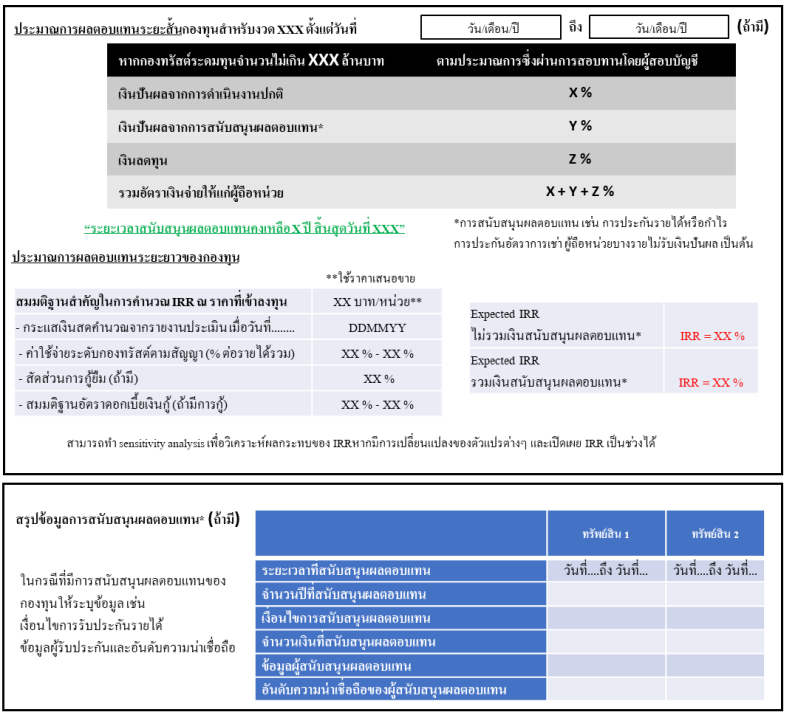 ประมาณการผลตอบแทนระยะสั้นกองทุนสำหรับงวด XXX ตั้งแต่วันที่ วัน/เดือน/ปี ถึง วัน/เดือน/ปี (ถ้ามี)
หากกองทรัสต์ระดมทุนจำนวนไม่เกิน XXX ล้านบาท ตามประมาณการซึ่งผ่านการสอบทานโดยผู้สอบบัญชี
เงินปันผลจากการดำเนินงานปกติ X %
เงินปันผลจากการสนับสนุนผลตอบแทน* Y %
เงินลดทุน Z %
รวมอัตราเงินจ่ายให้แก่ผู้ถือหน่วย X + Y + Z %
“ระยะเวลาสนับสนุนผลตอบแทนคงเหลือ X ปี สิ้นสุดวันที่ XXX”
*การสนับสนุนผลตอบแทน เช่น การประกันรายได้หรือกำไร
การประกันอัตราการเช่า ผู้ถือหน่วยบางรายไม่รับเงินปันผล เป็นต้น
ประมาณการผลตอบแทนระยะยาวของกองทุน
**ใช้ราคาเสนอขาย
สมมติฐานสำคัญในการคำนวณ IRR ณ ราคาที่เข้าลงทุน XX บาท/หน่วย**
- กระแสเงินสดคำนวณจากรายงานประเมิน เมื่อวันที่........ DDMMYY
- ค่าใช้จ่ายระดับกองทรัสต์ตามสัญญา (% ต่อรายได้รวม) XX % - XX %
- สัดส่วนการกู้ยืม (ถ้ามี) XX %
- สมมติฐานอัตราดอกเบี้ยเงินกู้ (ถ้ามีการกู้) XX % - XX %
Expected IRR
ไม่รวมเงินสนับสนุนผลตอบแทน* IRR = XX %
Expected IRR
รวมเงินสนับสนุนผลตอบแทน* IRR = XX %
สามารถทำ sensitivity analysis เพื่อวิเคราะห์ผลกระทบของ IRRหากมีการเปลี่ยนแปลงของตัวแปรต่างๆ และเปิดเผย IRR เป็นช่วงได้
สรุปข้อมูลการสนับสนุนผลตอบแทน* (ถ้ามี)
ในกรณีที่มีการสนับสนุนผลตอบแทนของ
กองทุนให้ระบุข้อมูล เช่น
เงื่อนไขการรับประกันรายได้
ข้อมูลผู้รับประกันและอันดับความน่าเชื่อถือ
ทรัพย์สิน 1 ทรัพย์สิน 2
ระยะเวลาที่สนับสนุนผลตอบแทน วันที่....ถึง วันที่... วันที่....ถึง วันที่...
จำนวนปีที่สนับสนุนผลตอบแทน
เงื่อนไขการสนับสนุนผลตอบแทน
จำนวนเงินที่สนับสนุนผลตอบแทน
ข้อมูลผู้สนับสนุนผลตอบแทน
อันดับความน่าเชื่อถือของผู้สนับสนุนผลตอบแทน